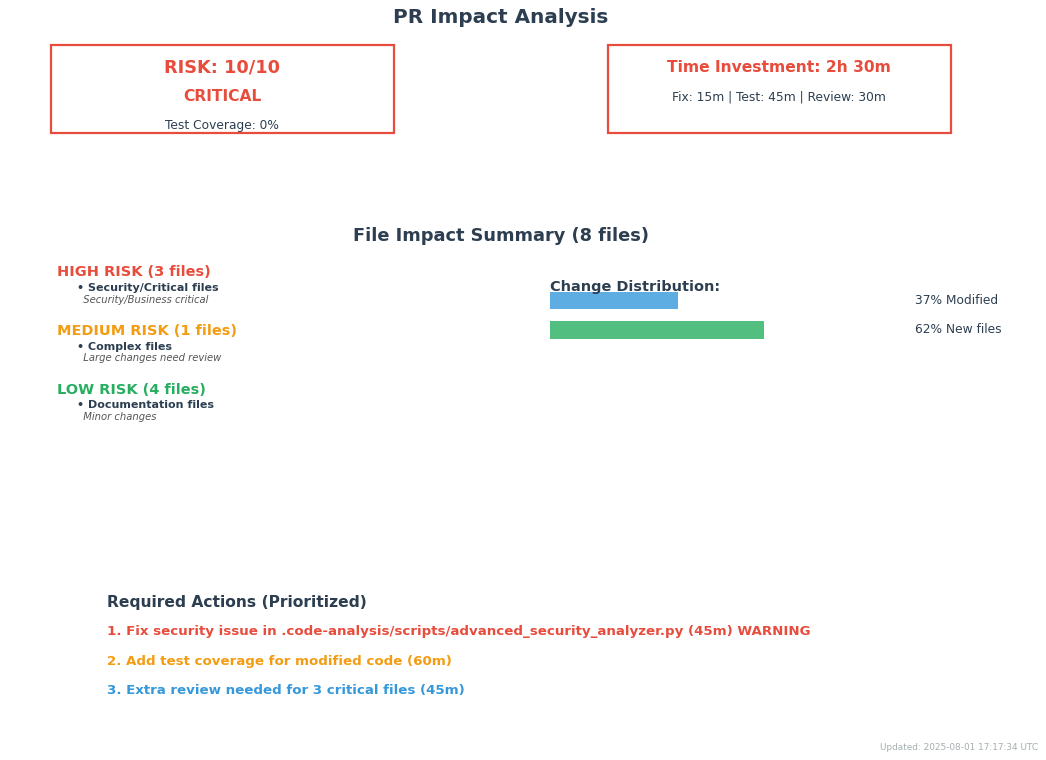 PR Impact Analysis
RISK: 10/10
CRITICAL
Test Coverage: 0%
Time Investment: 2h 30m
Fix: 15m | Test: 45m | Review: 30m
File Impact Summary (8 files)
HIGH RISK (3 files)
• Security/Critical files
Security/Business critical
MEDIUM RISK (1 files)
• Complex files
Large changes need review
LOW RISK (4 files)
• Documentation files
Minor changes
Change Distribution:
37% Modified
62% New files
Required Actions (Prioritized)
1. Fix security issue in .code-analysis/scripts/advanced_security_analyzer.py (45m) WARNING
2. Add test coverage for modified code (60m)
3. Extra review needed for 3 critical files (45m)
Updated: 2025-08-01 17:17:34 UTC